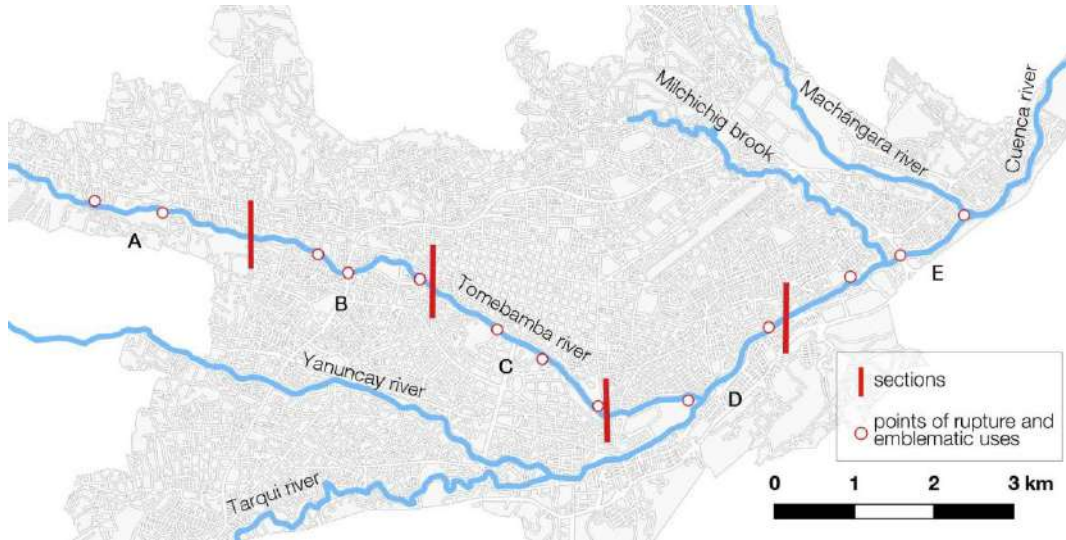 Milchichig brook
Machángara river
Cuenca river
A
B
C
D
E
Tomebamba river
Yanuncay river
Tarqui river
sections
points of rupture and
emblematic uses
0 1 2 3 km